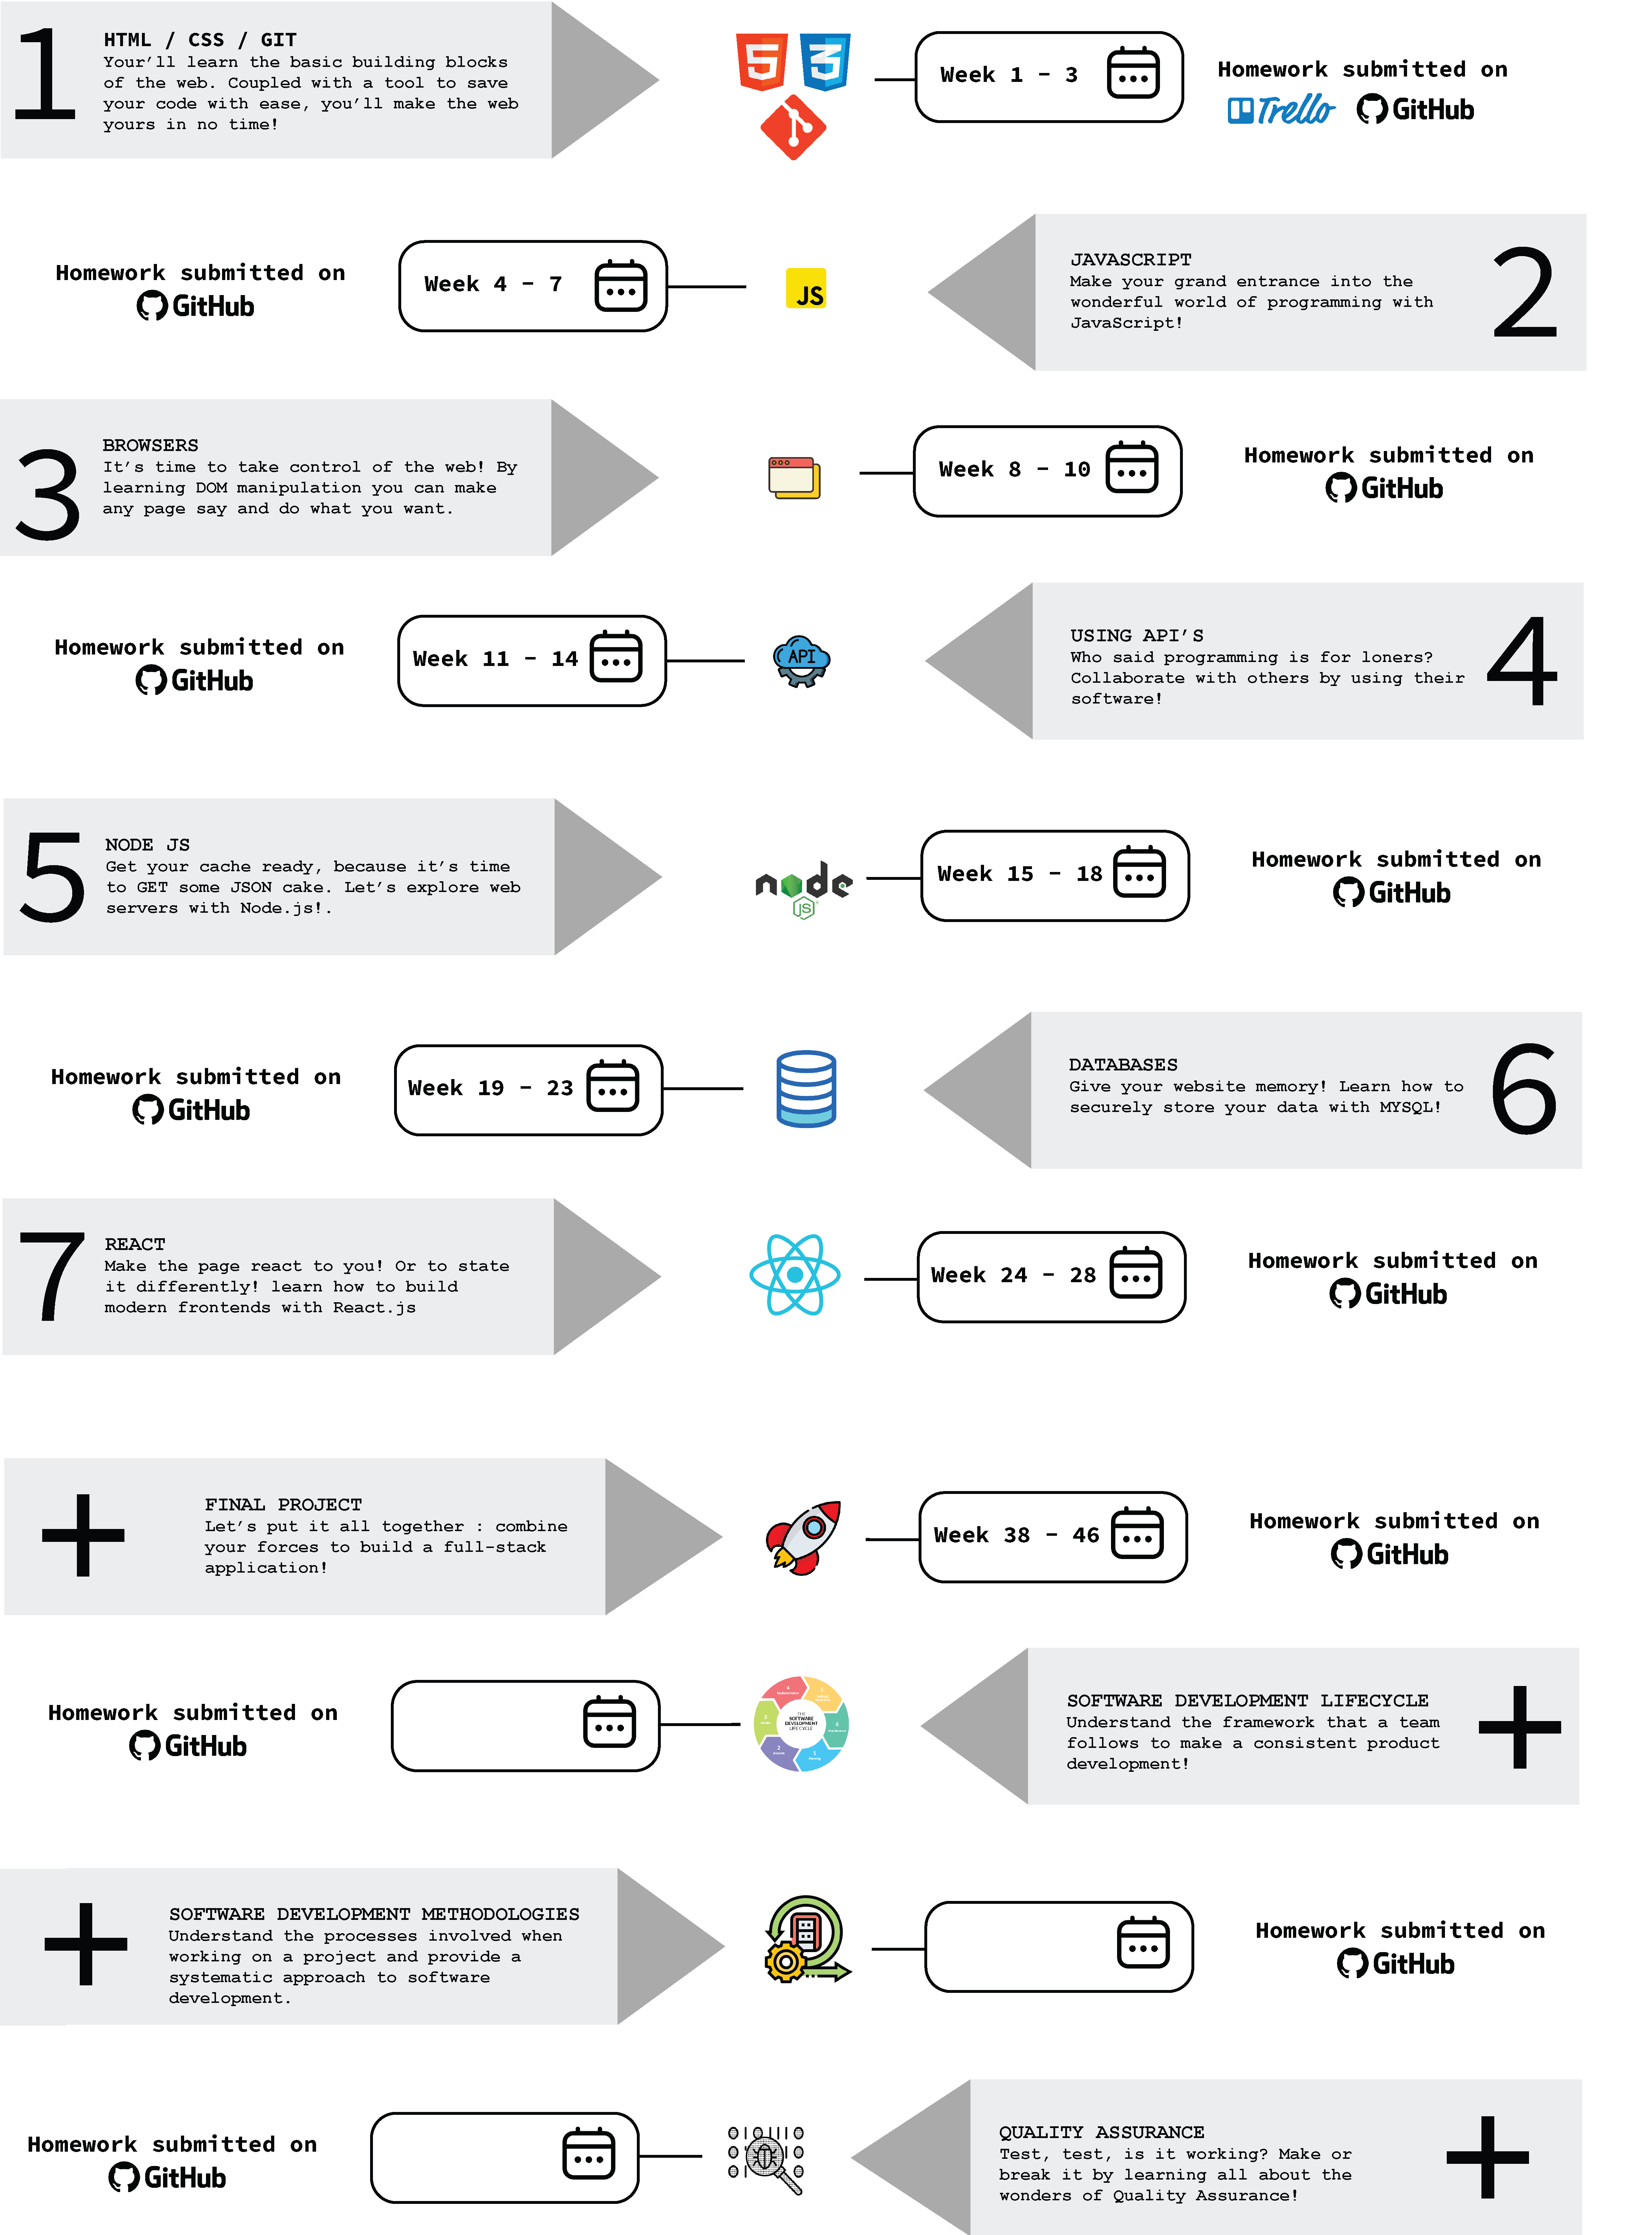 1
HTML / CSS / GIT
Your'll learn the basic building blocks
of the web. Coupled with a tool to save
your code with ease, you'll make the web
yours in no time!
5
3
Week 1 - 3
Homework submitted on
Trello GitHub
Homework submitted on
GitHub
Week 4 - 7
JS
JAVASCRIPT
Make your grand entrance into the
wonderful world of programming with
JavaScript!
2
3
BROWSERS
It's time to take control of the web! By
learning DOM manipulation you can make
any page say and do what you want.
Week 8 - 10
Homework submitted on
GitHub
Homework submitted on
GitHub
Week 11 - 14
API
USING API'S
Who said programming is for loners?
Collaborate with others by using their
software!
4
5
NODE JS
Get your cache ready, because it's time
to GET some JSON cake. Let's explore web
servers with Node.js!.
node
JS
Week 15 - 18
Homework submitted on
GitHub
Homework submitted on
GitHub
Week 19 - 23
DATABASES
Give your website memory! Learn how to
securely store your data with MYSQL!
6
7
REACT
Make the page react to you! Or to state
it differently! learn how to build
modern frontends with React.js
Week 24 - 28
Homework submitted on
GitHub
+
FINAL PROJECT
Let's put it all together : combine
your forces to build a full-stack
application!
Week 38 - 46
Homework submitted on
GitHub
Homework submitted on
GitHub
THE
SOFTWARE
DEVELOPMENT
LIFE CYCLE
SOFTWARE DEVELOPMENT LIFECYCLE
Understand the framework that a team
follows to make a consistent product
development!
+
+
SOFTWARE DEVELOPMENT METHODOLOGIES
Understand the processes involved when
working on a project and provide a
systematic approach to software
development.
Homework submitted on
GitHub
Homework submitted on
GitHub
QUALITY ASSURANCE
Test, test, is it working? Make or
break it by learning all about the
wonders of Quality Assurance!
+